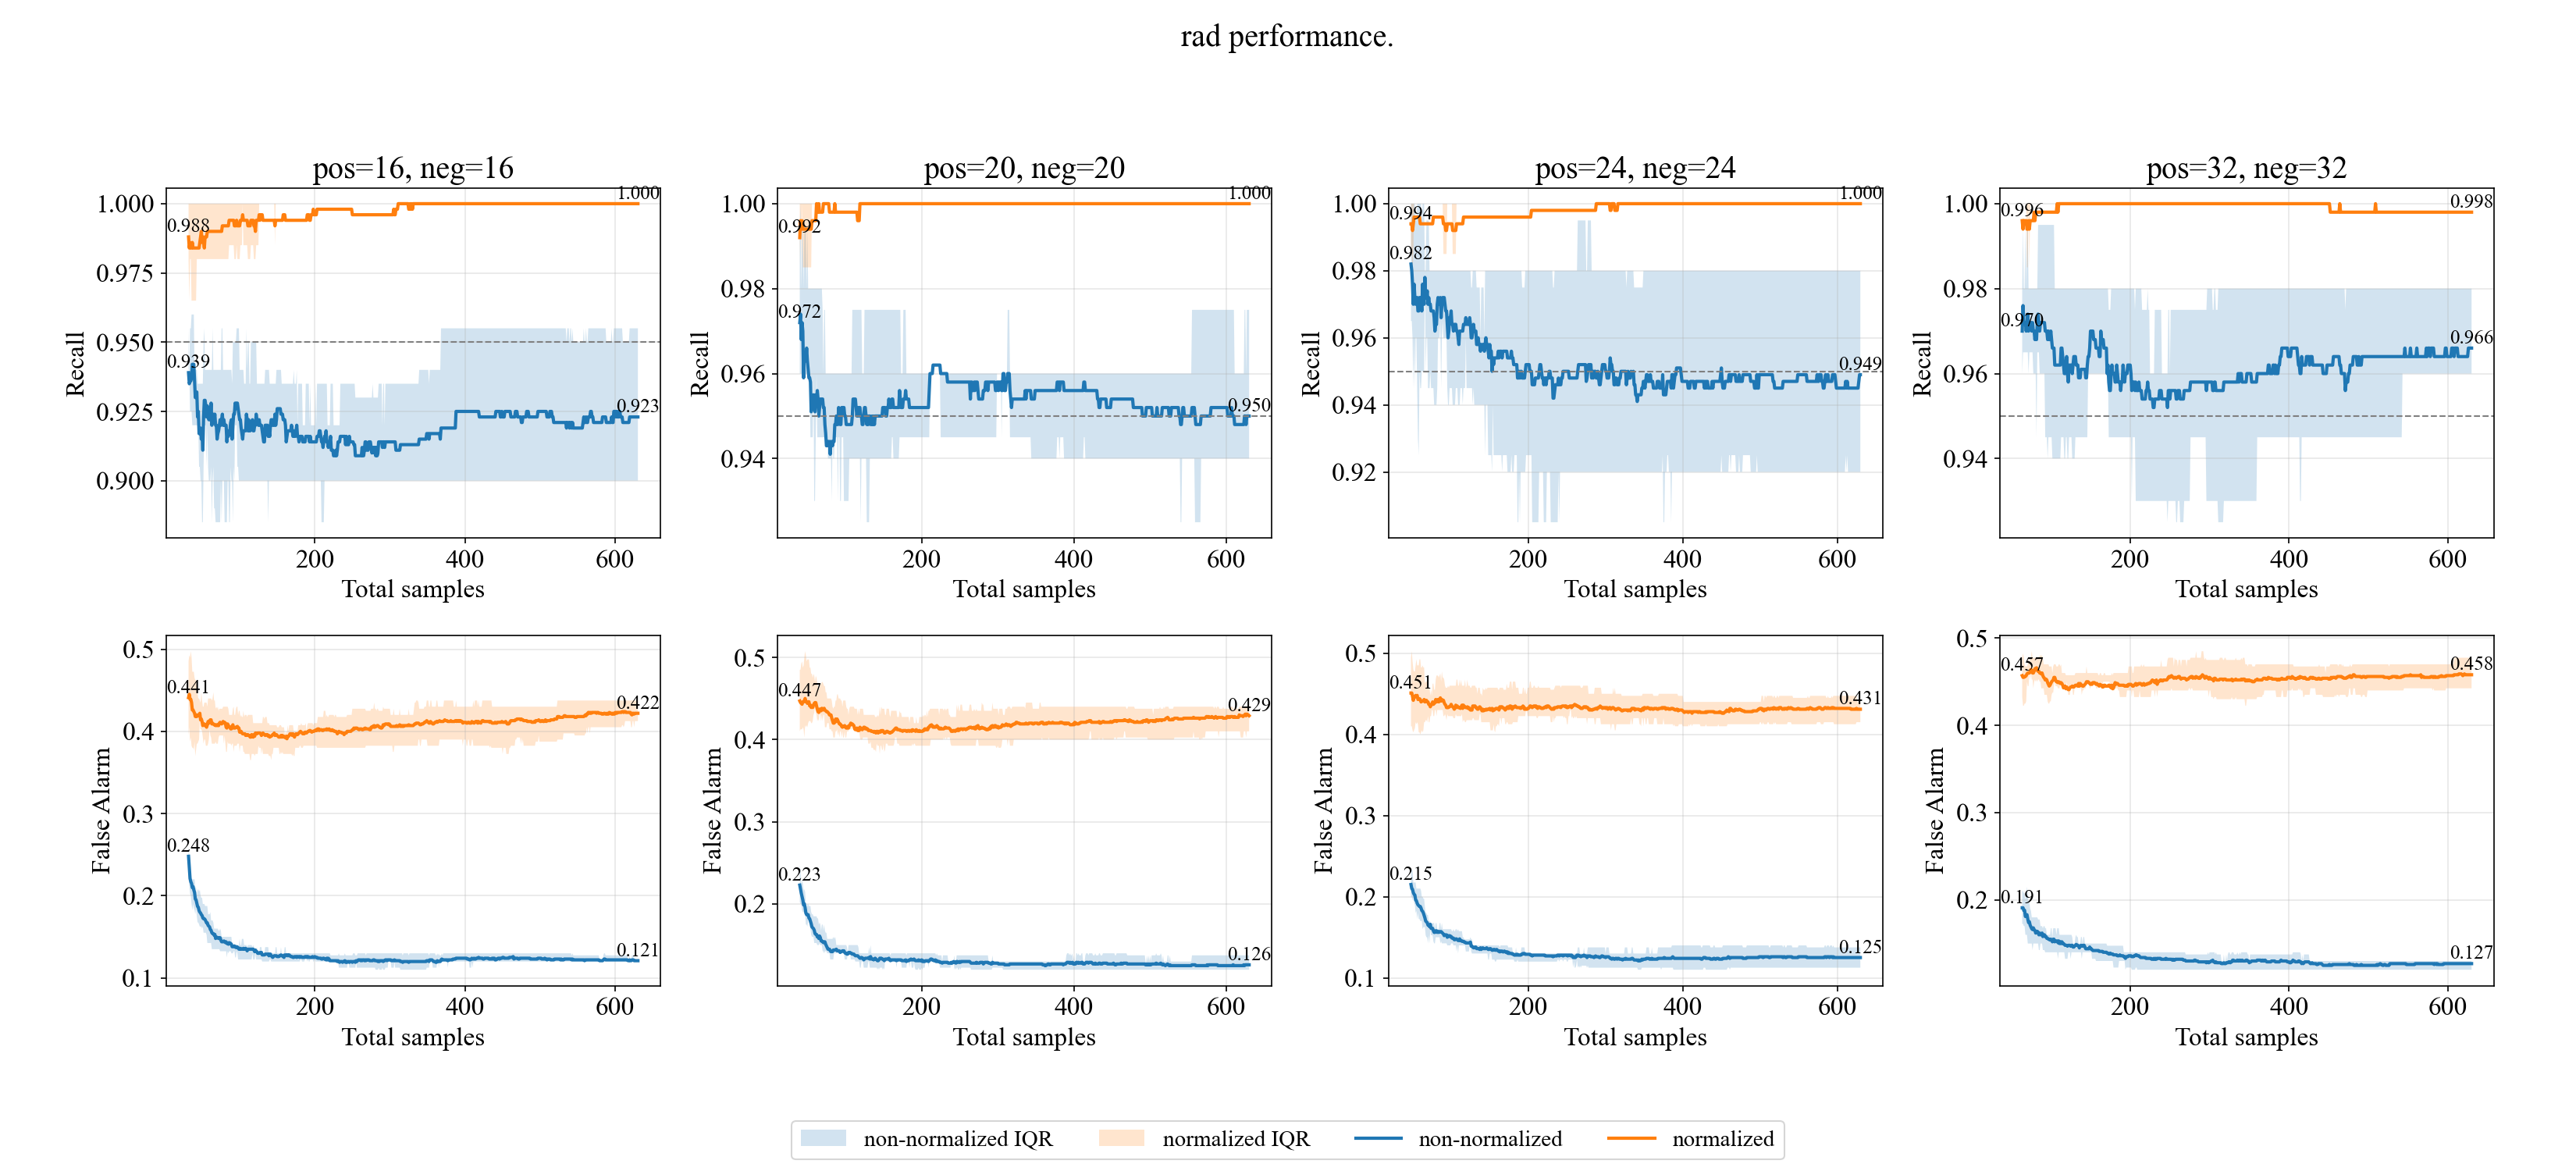 rad performance.
pos=16, neg=16
pos=20, neg=20
pos=24, neg=24
pos=32, neg=32
Recall
1.000
0.975
0.950
0.925
0.900
0.988
1.000
0.939
0.923
200 400 600
Total samples
Recall
1.00
0.98
0.96
0.94
0.992
1.000
0.972
0.950
200 400 600
Total samples
Recall
1.00
0.98
0.96
0.94
0.92
0.994
1.000
0.982
0.949
200 400 600
Total samples
Recall
1.00
0.98
0.96
0.94
0.996
0.998
0.970
0.966
200 400 600
Total samples
False Alarm
0.5
0.4
0.3
0.2
0.1
0.441
0.422
0.248
0.121
200 400 600
Total samples
False Alarm
0.5
0.4
0.3
0.2
0.447
0.429
0.223
0.126
200 400 600
Total samples
False Alarm
0.5
0.4
0.3
0.2
0.1
0.451
0.431
0.215
0.125
200 400 600
Total samples
False Alarm
0.5
0.4
0.3
0.2
0.457
0.458
0.191
0.127
200 400 600
Total samples
non-normalized IQR normalized IQR non-normalized normalized